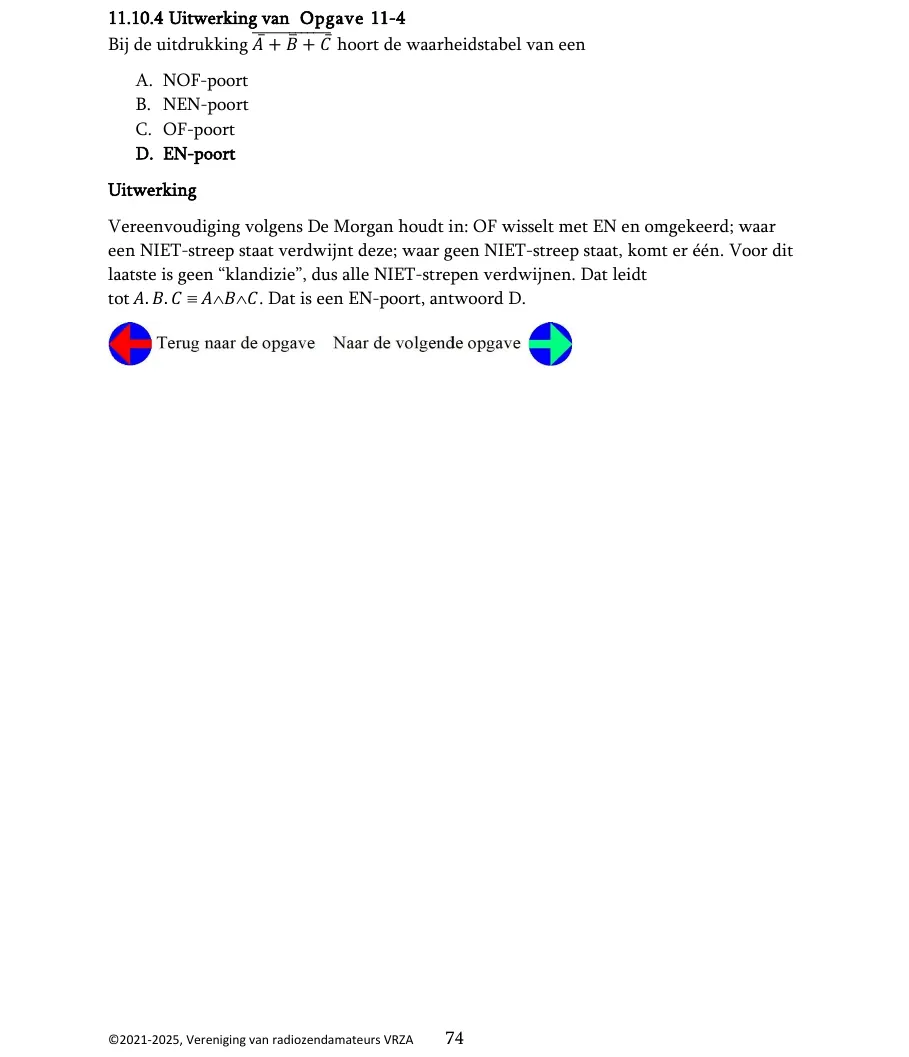 11.10.4 Uitwerking van Opgave 11-4
Bij de uitdrukking $\overline{\bar{A} + \bar{B} + \bar{C}}$ hoort de waarheidstabel van een
A. NOF-poort
B. NEN-poort
C. OF-poort
D. EN-poort
Uitwerking
Vereenvoudiging volgens De Morgan houdt in: OF wisselt met EN en omgekeerd; waar
een NIET-streep staat verdwijnt deze; waar geen NIET-streep staat, komt er één. Voor dit
laatste is geen “klandizie”, dus alle NIET-strepen verdwijnen. Dat leidt
tot A. B. C ≡ A∧B∧C. Dat is een EN-poort, antwoord D.
Terug naar de opgave Naar de volgende opgave
©2021-2025, Vereniging van radiozendamateurs VRZA 74